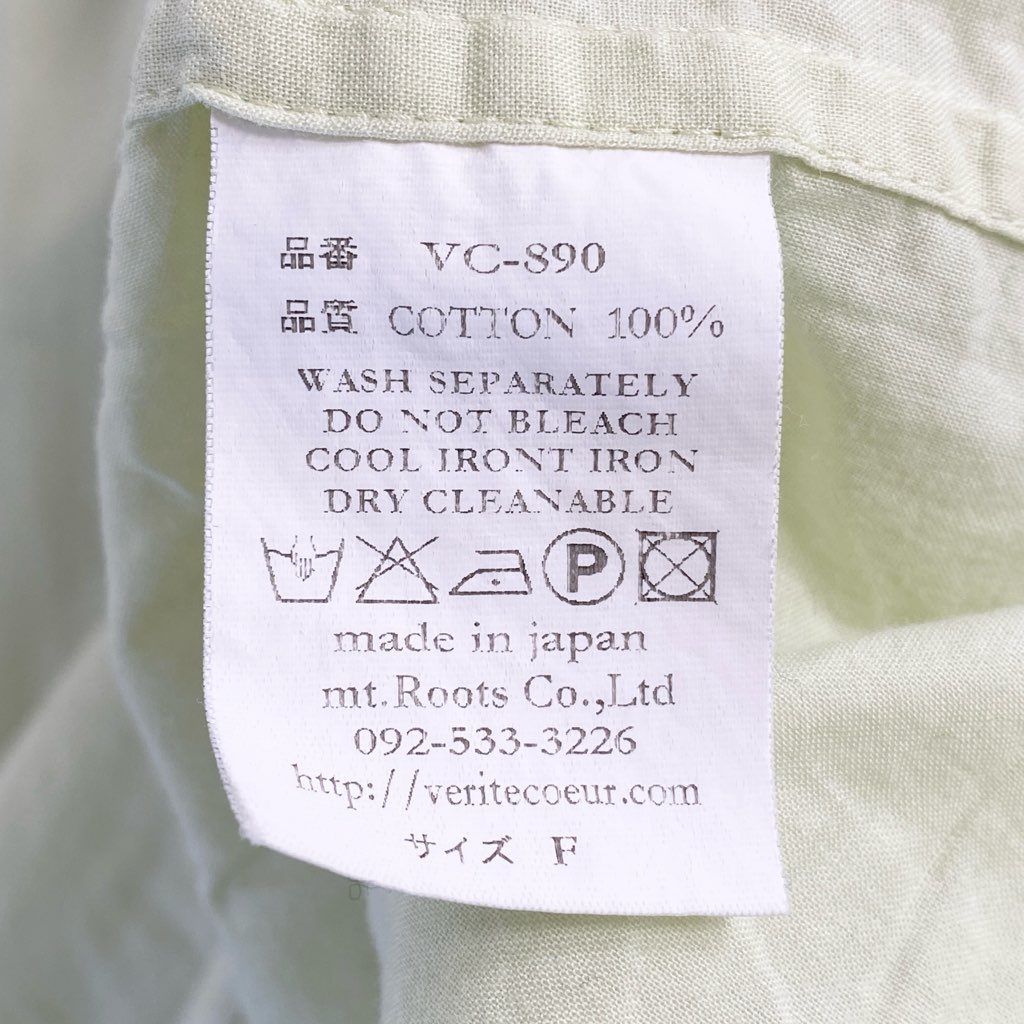 品番 VC-890
品質 COTTON 100%
WASH SEPARATELY
DO NOT BLEACH
COOL IRONT IRON
DRY CLEANABLE
P
made in japan
mt.Roots Co.,Ltd
092-533-3226
http://veritecoeur.com
サイズ F